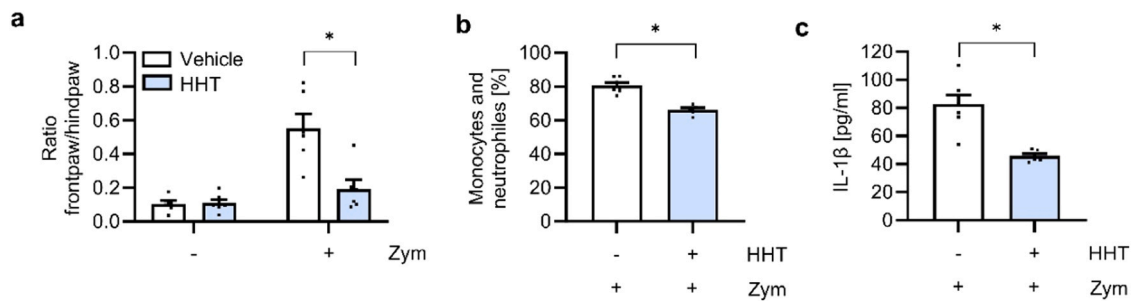 a
Ratio
frontpaw/hindpaw
1.0
0.8
0.6
0.4
0.2
0.0
Vehicle
HHT
*
- + Zym
b
Monocytes and
neutrophiles [%]
100
80
60
40
20
0
*
- + HHT
+ + Zym
c
IL-1β [pg/ml]
120
100
80
60
40
20
0
*
- + HHT
+ + Zym